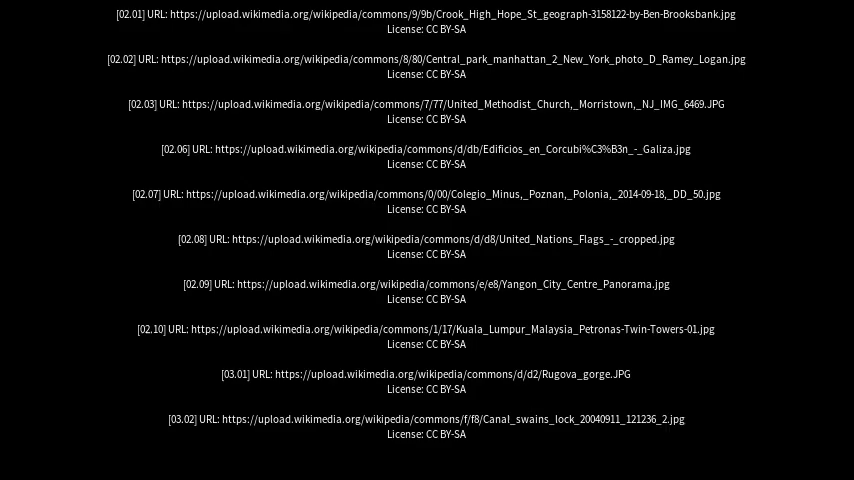 [02.01] URL: https://upload.wikimedia.org/wikipedia/commons/9/9b/Crook_High_Hope_St_geograph-3158122-by-Ben-Brooksbank.jpg
License: CC BY-SA
[02.02] URL: https://upload.wikimedia.org/wikipedia/commons/8/80/Central_park_manhattan_2_New_York_photo_D_Ramey_Logan.jpg
License: CC BY-SA
[02.03] URL: https://upload.wikimedia.org/wikipedia/commons/7/77/United_Methodist_Church,_Morristown,_NJ_IMG_6469.JPG
License: CC BY-SA
[02.06] URL: https://upload.wikimedia.org/wikipedia/commons/d/db/Edificios_en_Corcubi%C3%B3n_-_Galiza.jpg
License: CC BY-SA
[02.07] URL: https://upload.wikimedia.org/wikipedia/commons/0/00/Colegio_Minus,_Poznan,_Polonia,_2014-09-18,_DD_50.jpg
License: CC BY-SA
[02.08] URL: https://upload.wikimedia.org/wikipedia/commons/d/d8/United_Nations_Flags_-_cropped.jpg
License: CC BY-SA
[02.09] URL: https://upload.wikimedia.org/wikipedia/commons/e/e8/Yangon_City_Centre_Panorama.jpg
License: CC BY-SA
[02.10] URL: https://upload.wikimedia.org/wikipedia/commons/1/17/Kuala_Lumpur_Malaysia_Petronas-Twin-Towers-01.jpg
License: CC BY-SA
[03.01] URL: https://upload.wikimedia.org/wikipedia/commons/d/d2/Rugova_gorge.JPG
License: CC BY-SA
[03.02] URL: https://upload.wikimedia.org/wikipedia/commons/f/f8/Canal_swains_lock_20040911_121236_2.jpg
License: CC BY-SA